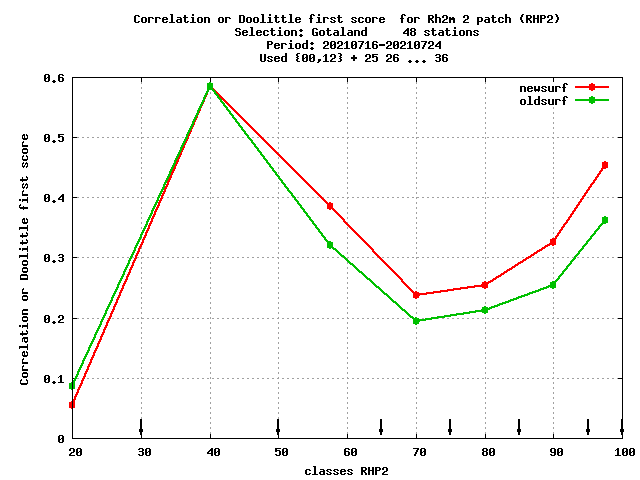 Correlation or Doolittle first score  for Rh2m 2 patch (RHP2)
Selection: Gotaland     48 stations
Period: 20210716-20210724
Used {00,12} + 25 26 ... 36
newsurf
oldsurf
Correlation or Doolittle first score
0.6
0.5
0.4
0.3
0.2
0.1
0
20 30 40 50 60 70 80 90 100
classes RHP2